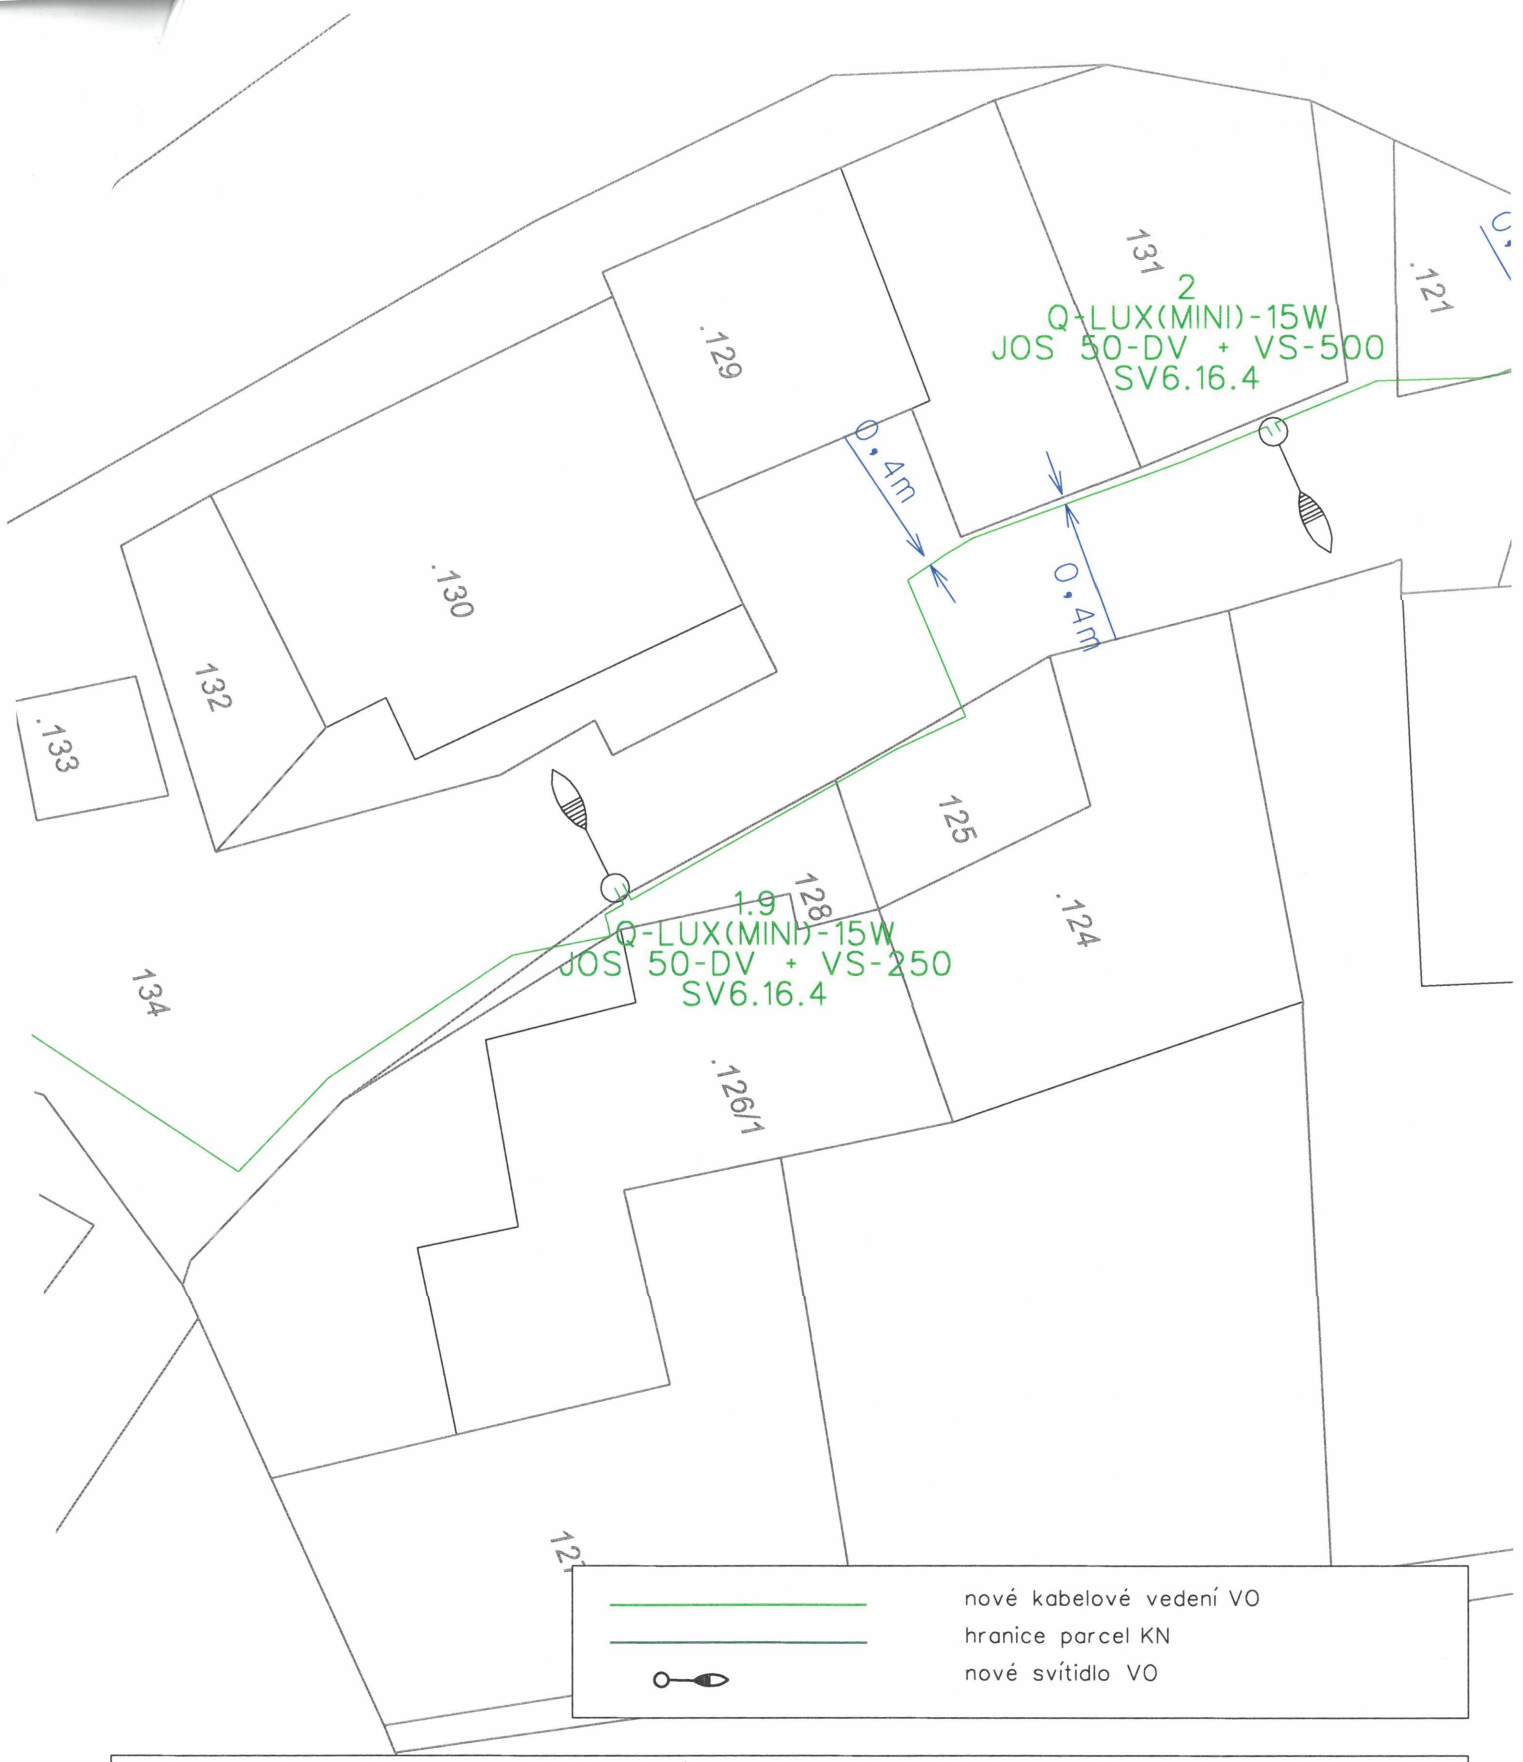 131
.121
2
Q-LUX(MINI)-15W
JOS 50-DV + VS-500
SV6.16.4
.129
0,4m
.130
0,4m
132
.133
125
128
.124
1.9
Q-LUX(MINI)-15W
JOS 50-DV + VS-250
SV6.16.4
134
.126/1
nové kabelové vedení VO
hranice parcel KN
nové svítidlo VO